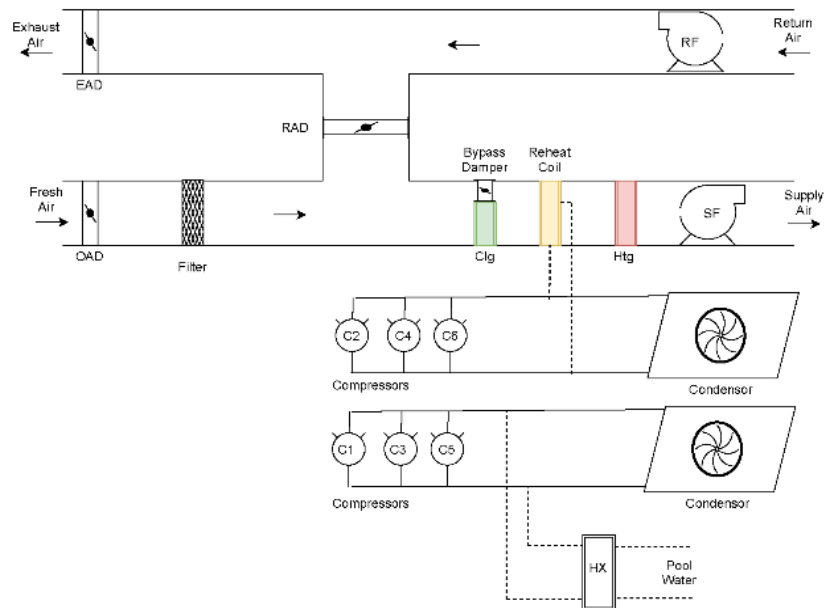 Exhaust
Air
RF
Return
Air
EAD
RAD
Bypass
Damper
Reheat
Coil
Fresh
Air
SF
Supply
Air
OAD
Filter
Clg
Htg
C2
C4
C6
Compressors
Condensor
C1
C3
C5
Compressors
Condensor
HX
Pool
Water